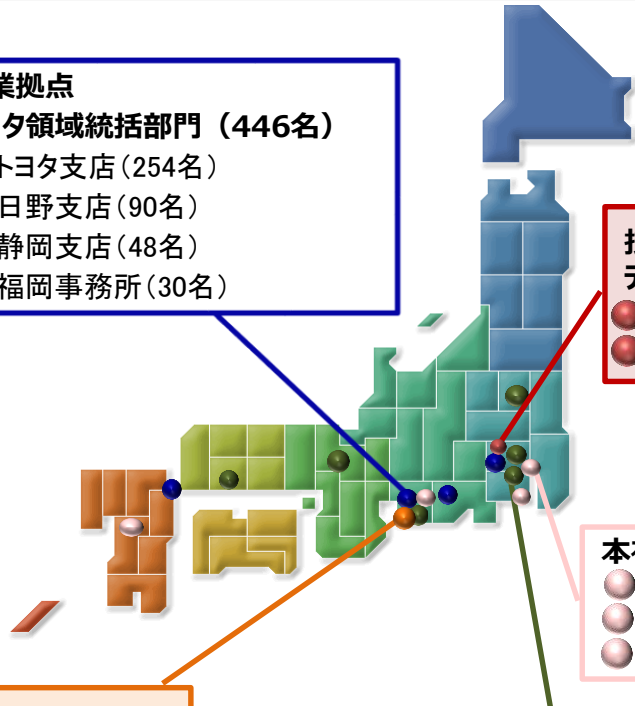 業拠点
タ領域統括部門（446名）
トヨタ支店（254名）
日野支店（90名）
静岡支店（48名）
福岡事務所（30名）
本